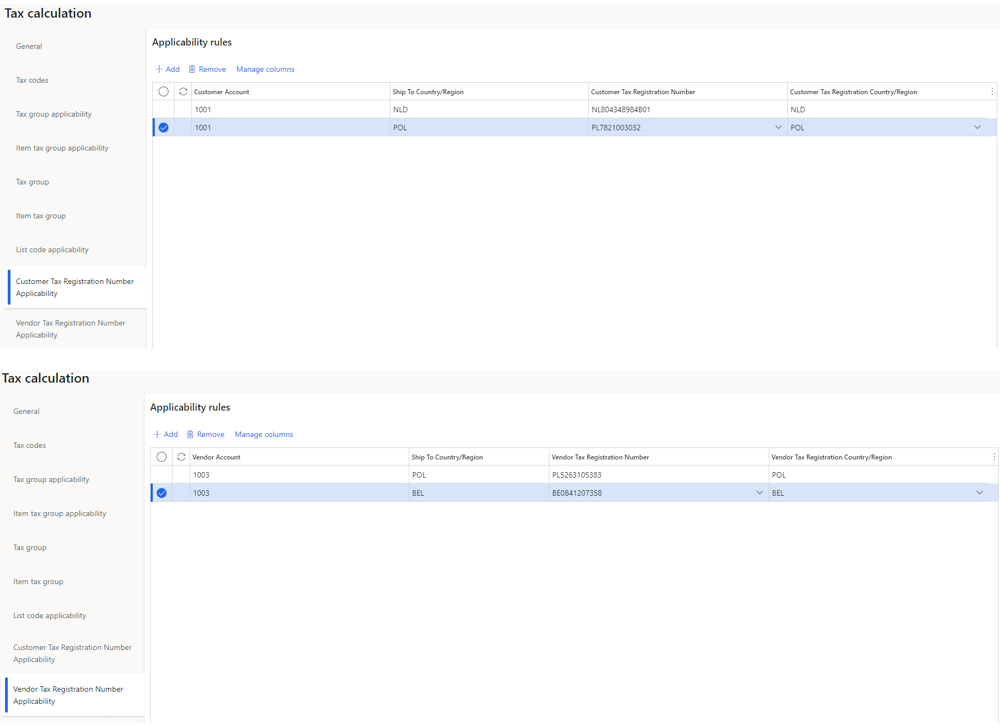 Tax calculation
General
Tax codes
Tax group applicability
Item tax group applicability
Tax group
Item tax group
List code applicability
Customer Tax Registration Number
Applicability
Vendor Tax Registration Number
Applicability
Applicability rules
Add Remove Manage columns
Customer Account Ship To Country/Region Customer Tax Registration Number Customer Tax Registration Country/Region
1001 NLD NL804348984B01 NLD
1001 POL PL7821003032 POL
Tax calculation
General
Tax codes
Tax group applicability
Item tax group applicability
Tax group
Item tax group
List code applicability
Customer Tax Registration Number
Applicability
Vendor Tax Registration Number
Applicability
Applicability rules
Add Remove Manage columns
Vendor Account Ship To Country/Region Vendor Tax Registration Number Vendor Tax Registration Country/Region
1003 POL PL5263105383 POL
1003 BEL BE0841207358 BEL